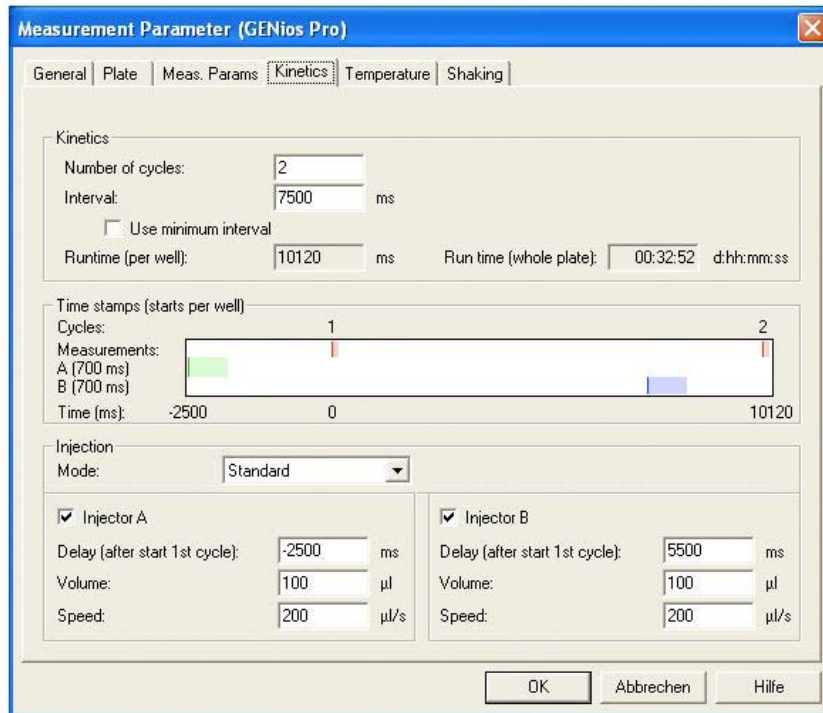 Measurement Parameter (GENios Pro)
General Plate Meas. Params Kinetics Temperature Shaking
Kinetics
Number of cycles: 2
Interval: 7500 ms
Use minimum interval
Runtime (per well): 10120 ms Run time (whole plate): 00:32:52 d:hh:mm:ss
Time stamps (starts per well)
Cycles: 1 2
Measurements:
A (700 ms)
B (700 ms)
Time (ms): -2500 0 10120
Injection
Mode: Standard
Injector A
Delay (after start 1st cycle): -2500 ms
Volume: 100 µl
Speed: 200 µl/s
Injector B
Delay (after start 1st cycle): 5500 ms
Volume: 100 µl
Speed: 200 µl/s
OK Abbrechen Hilfe